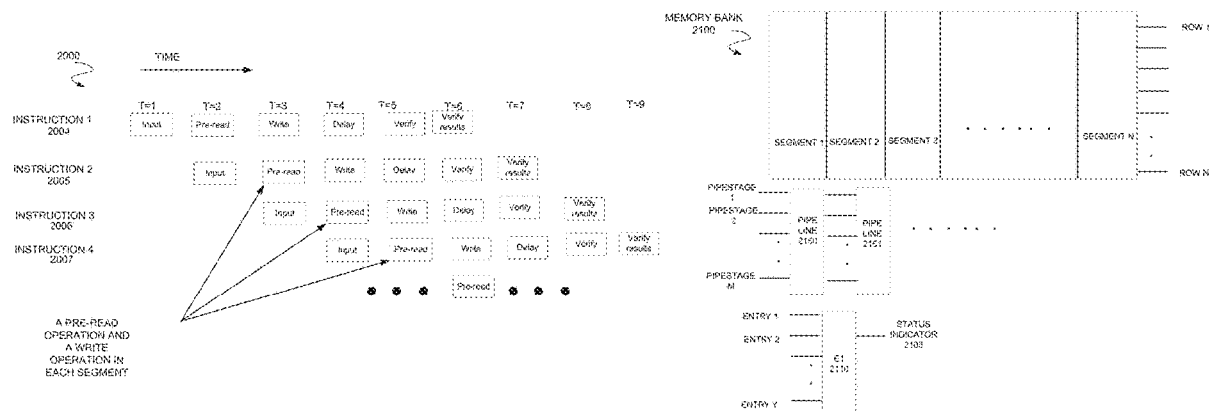 2000
TIME
T=1 T=2 T=3 T=4 T=5 T=6 T=7 T=8 T=9
INSTRUCTION 1
2004
Input Pre-read Write Delay Verify Verify
results
INSTRUCTION 2
2005
Input Pre-read Write Delay Verify Verify
results
INSTRUCTION 3
2006
Input Pre-read Write Delay Verify Verify
results
INSTRUCTION 4
2007
Input Pre-read Write Delay Verify Verify
results
Pre-read
A PRE-READ
OPERATION AND
A WRITE
OPERATION IN
EACH SEGMENT
MEMORY BANK
2100
SEGMENT 1 SEGMENT 2 SEGMENT 3 SEGMENT N
ROW
ROW N
PIPESTAGE
1
PIPESTAGE
2
PIPESTAGE
M
PIPE
LINE
PIPE
LINE
2151
ENTRY 1
ENTRY 2
ENTRY Y
E1
2110
STATUS
INDICATOR